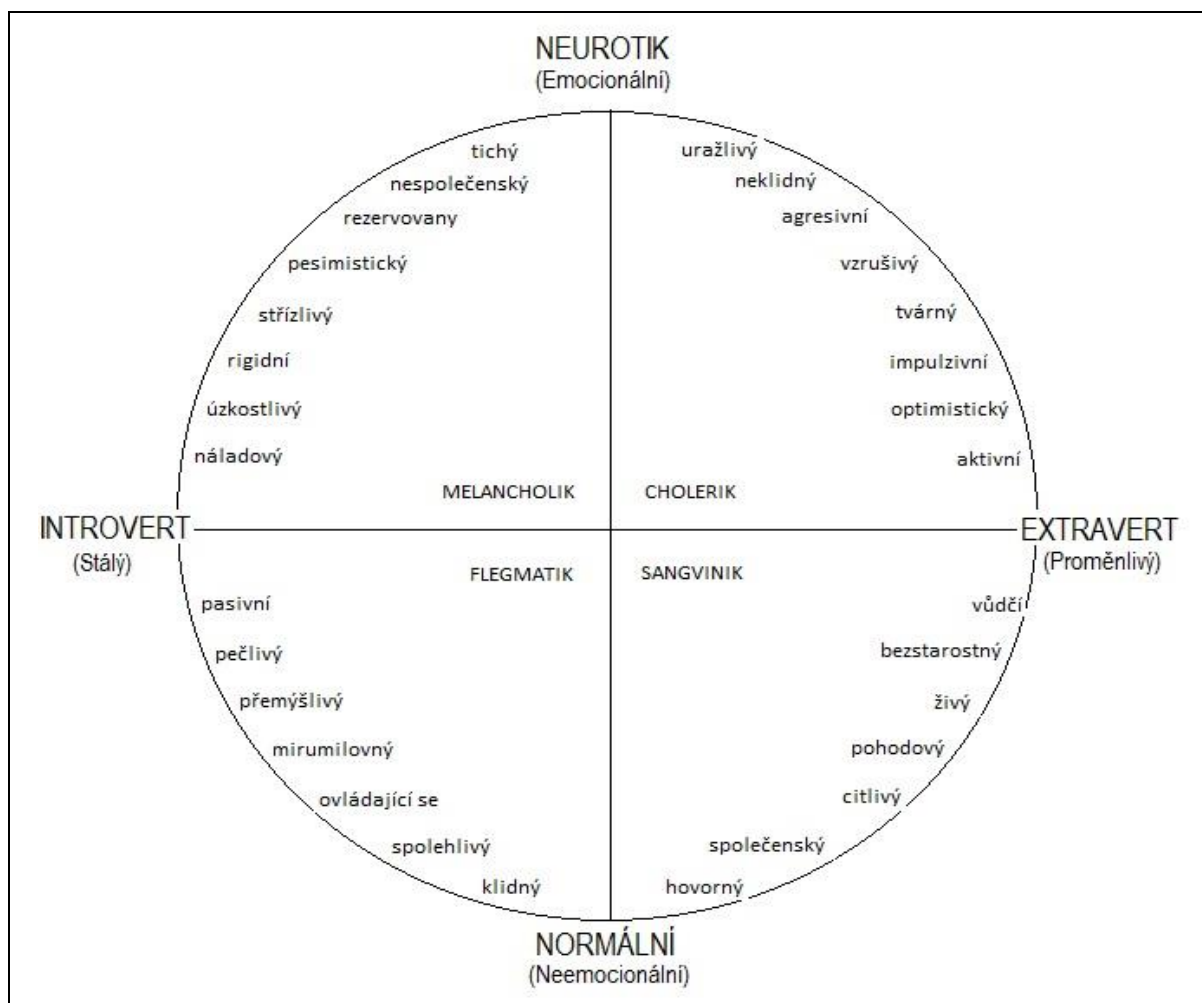 NEUROTIK
(Emocionální)
tichý
uražlivý
nespolečenský
neklidný
rezervovany
agresivní
pesimistický
vzrušivý
střízlivý
tvárný
rigidní
impulzivní
úzkostlivý
optimistický
náladový
aktivní
MELANCHOLIK
CHOLERIK
INTROVERT
(Stálý)
EXTRAVERT
(Proměnlivý)
FLEGMATIK
SANGVINIK
pasivní
vůdčí
pečlivý
bezstarostný
přemýšlivý
živý
mirumilovný
pohodový
ovládající se
citlivý
spolehlivý
společenský
klidný
hovorný
NORMÁLNÍ
(Neemocionální)